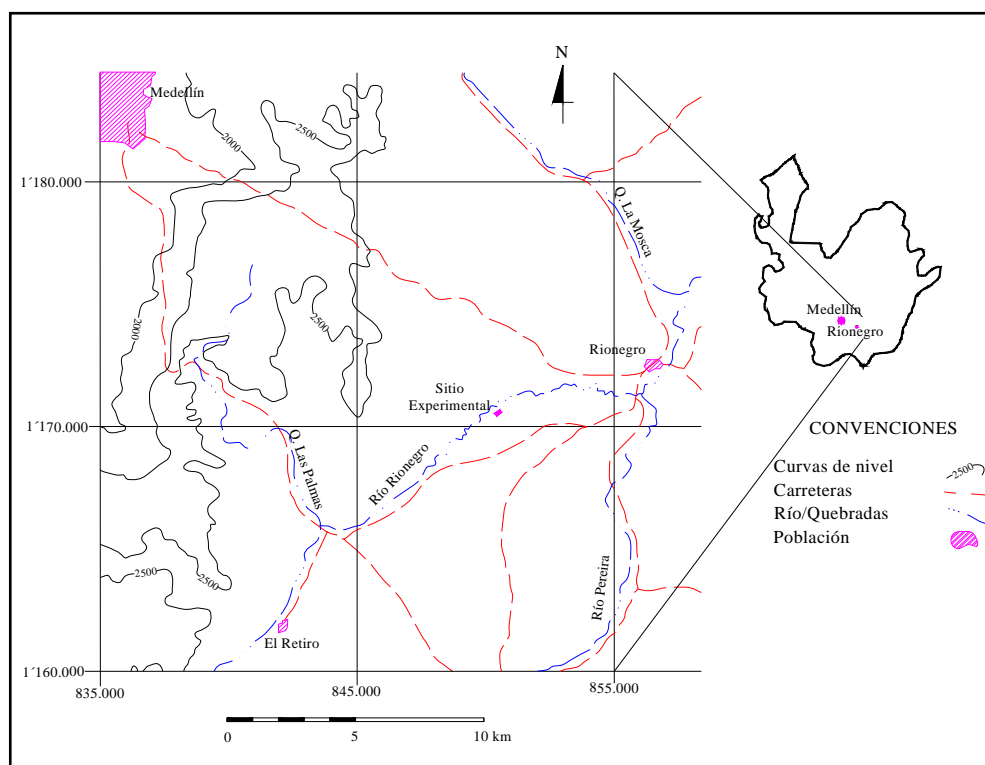 N
Medellín
2000
2500
1´180.000
Q. La Mosca
2000
2500
Medellín
Rionegro
Rionegro
Sitio
Experimental
1´170.000
CONVENCIONES
Q. Las Palmas
Río Rionegro
Curvas de nivel
2500
Carreteras
Río/Quebradas
Población
2500
2500
Río Pereira
El Retiro
1´160.000
835.000
845.000
855.000
0
5
10 km